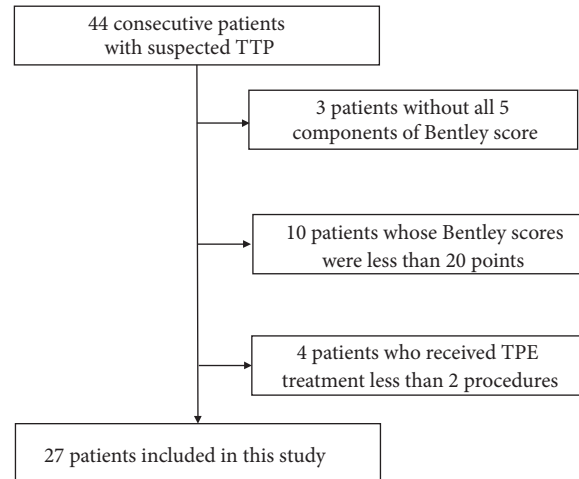 44 consecutive patients
with suspected TTP
3 patients without all 5
components of Bentley score
10 patients whose Bentley scores
were less than 20 points
4 patients who received TPE
treatment less than 2 procedures
27 patients included in this study